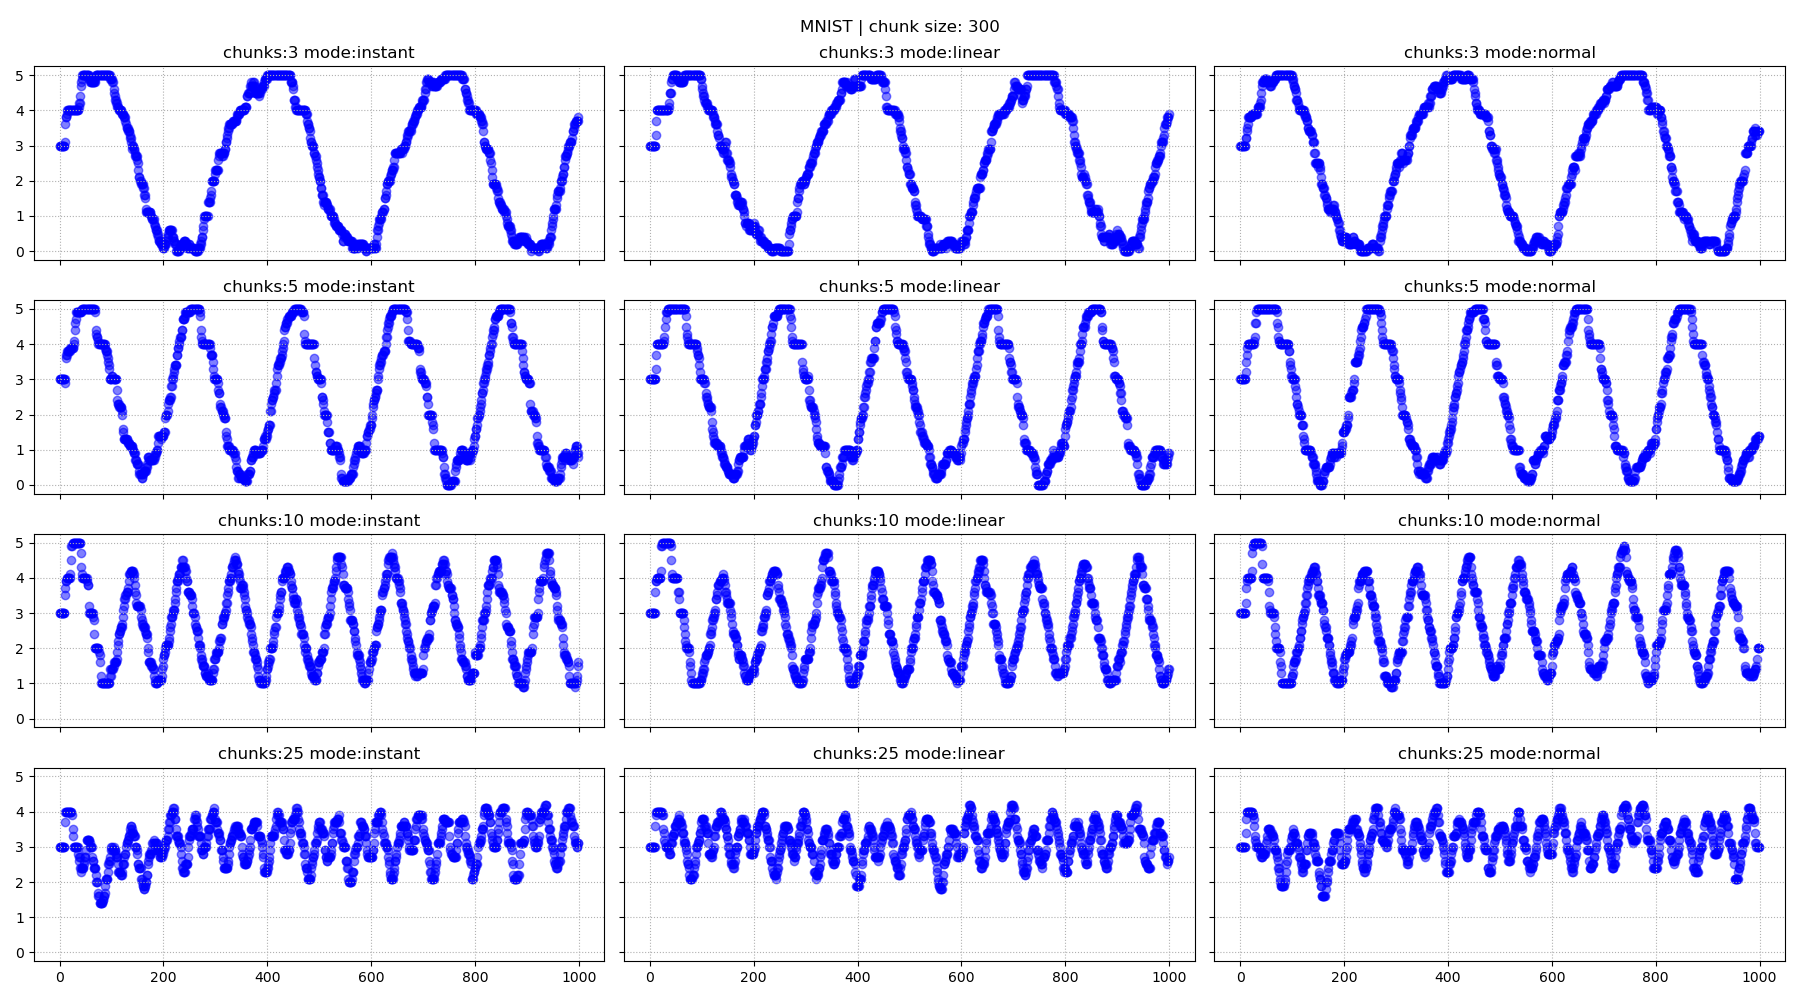 MNIST | chunk size: 300
chunks:3 mode:instant
chunks:3 mode:linear
chunks:3 mode:normal
5
4
3
2
1
0
chunks:5 mode:instant
chunks:5 mode:linear
chunks:5 mode:normal
5
4
3
2
1
0
chunks:10 mode:instant
chunks:10 mode:linear
chunks:10 mode:normal
5
4
3
2
1
0
chunks:25 mode:instant
chunks:25 mode:linear
chunks:25 mode:normal
5
4
3
2
1
0
0 200 400 600 800 1000
0 200 400 600 800 1000
0 200 400 600 800 1000